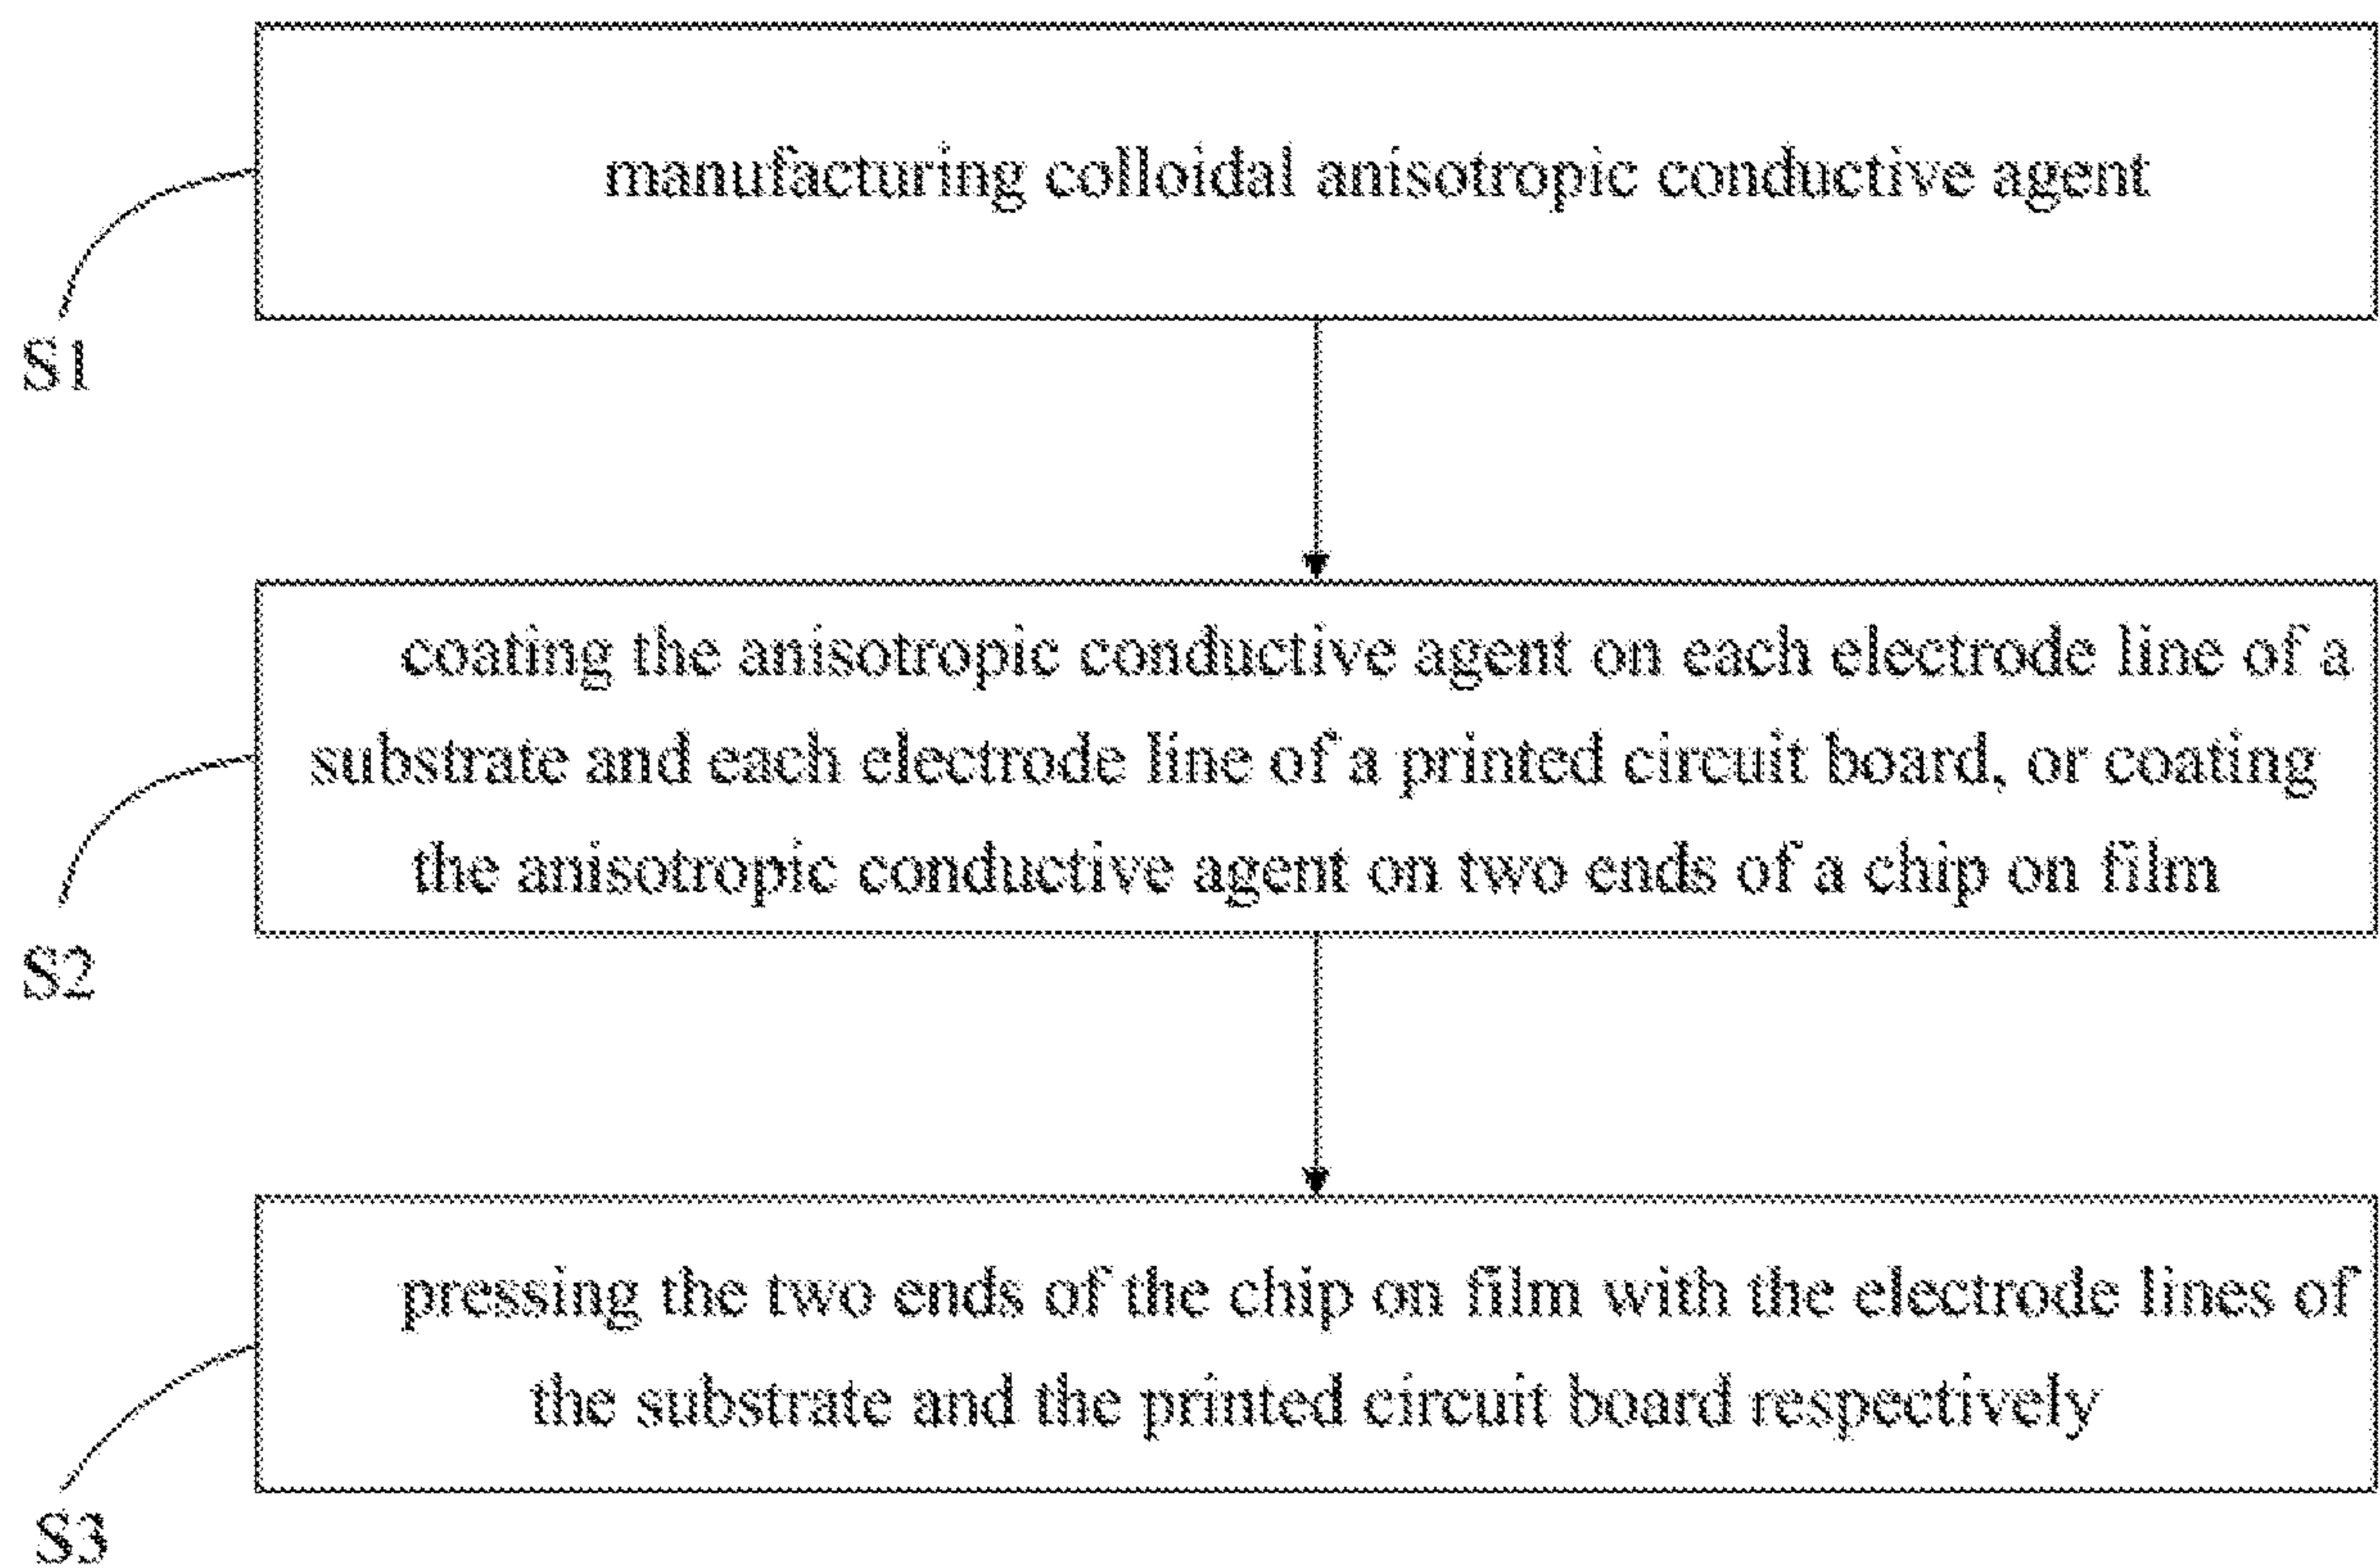 manufacturing colloidal anisotropic conductive agent
S1
coating the anisotropic conductive agent on each electrode line of a
substrate and each electrode line of a printed circuit board, or coating
the anisotropic conductive agent on two ends of a chip on film
S2
pressing the two ends of the chip on film with the electrode lines of
the substrate and the printed circuit board respectively
S3